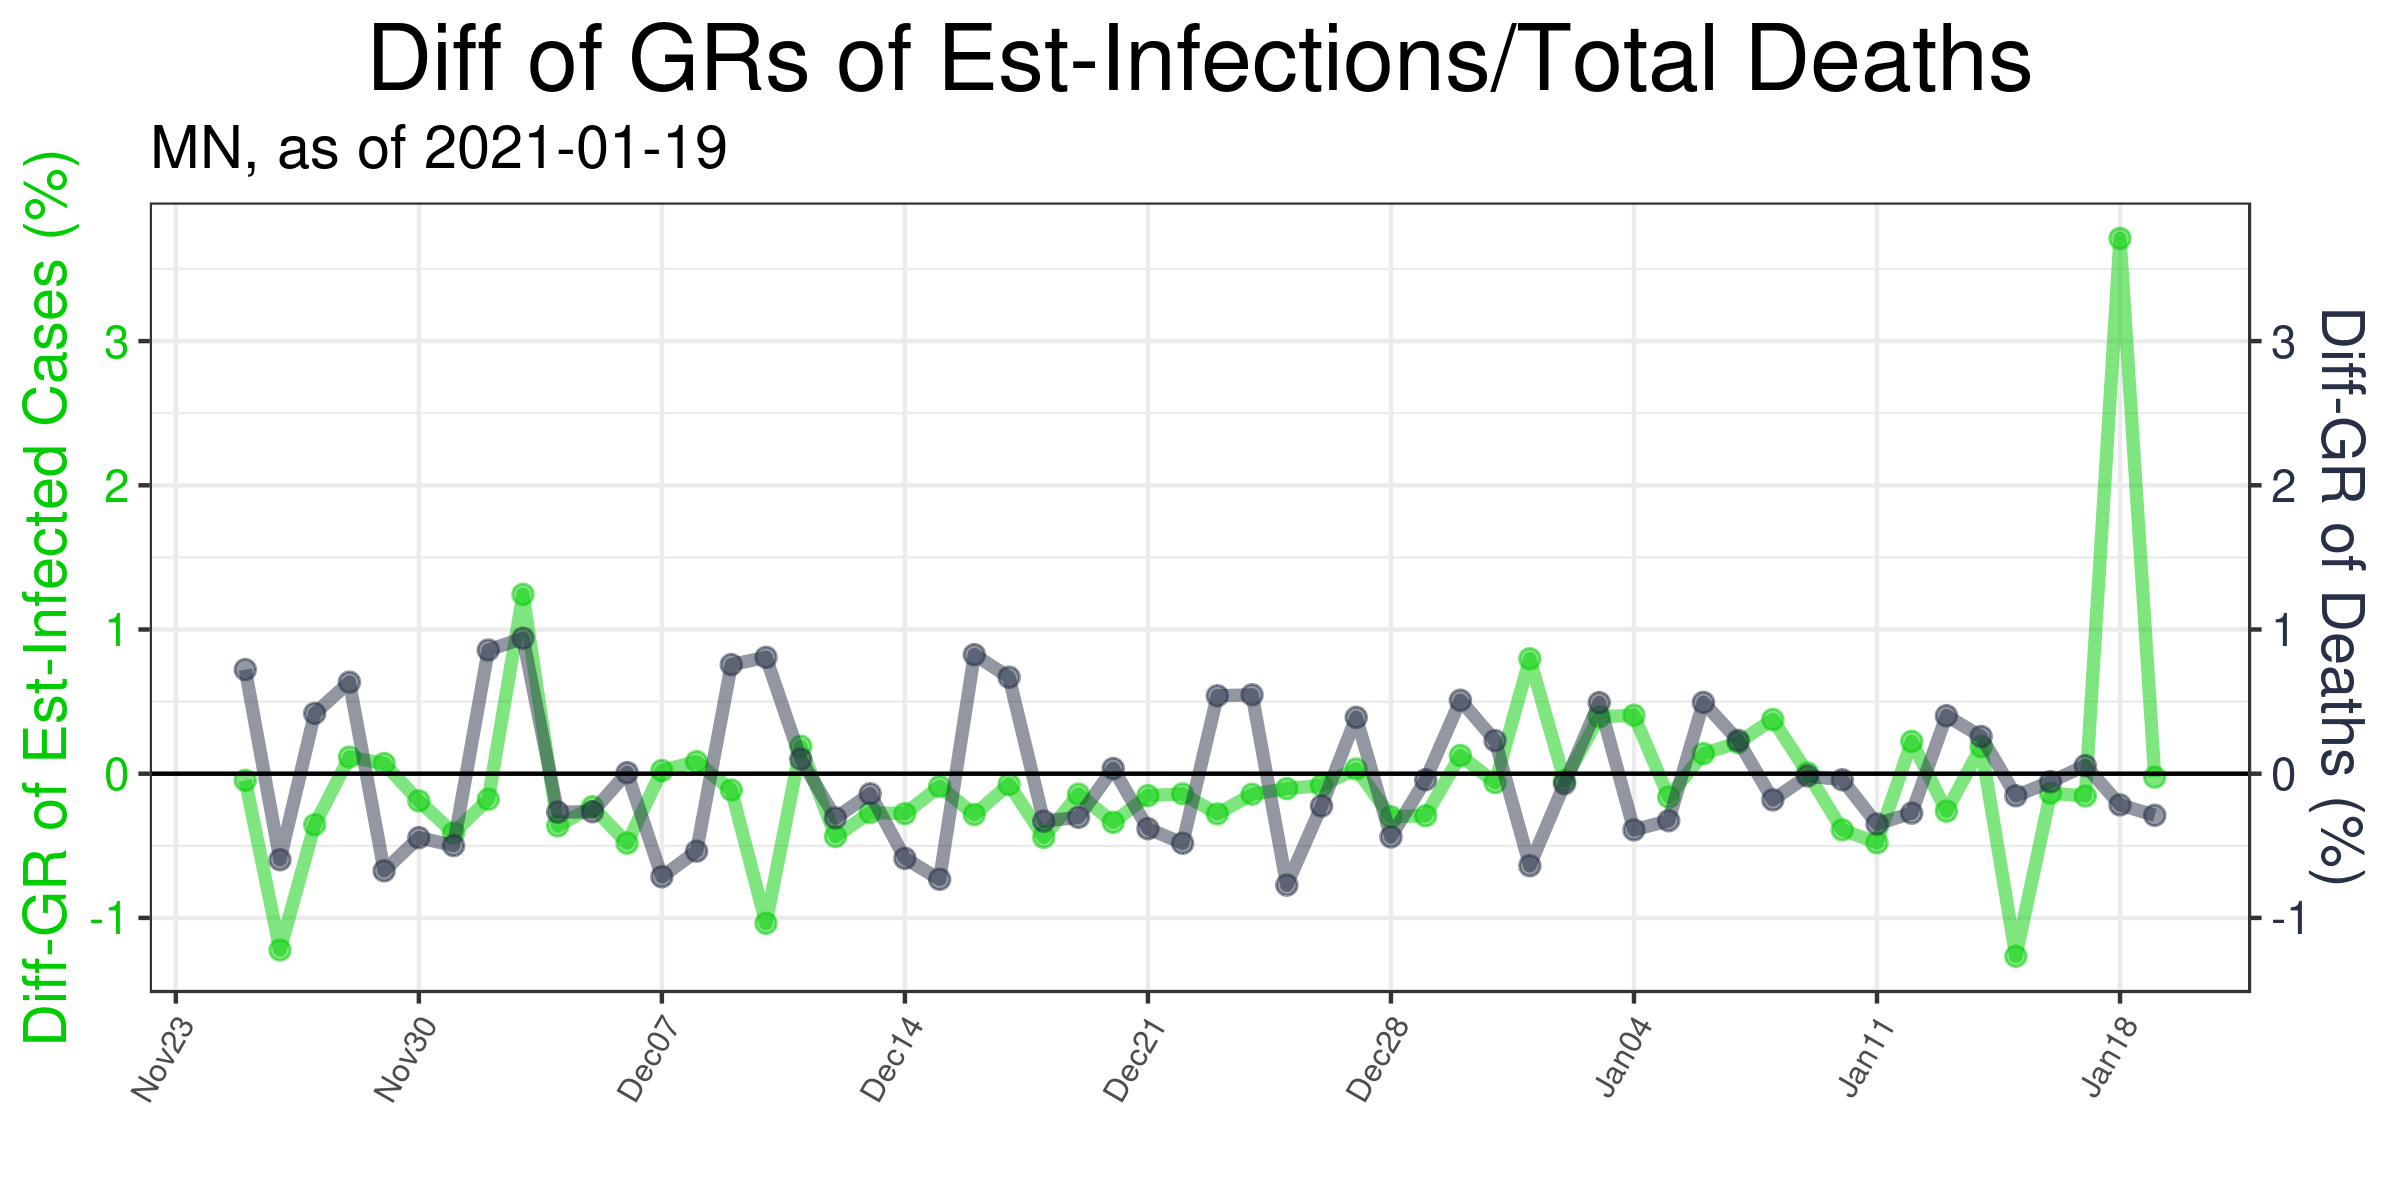 Diff of GRs of Est-Infections/Total Deaths
MN, as of 2021-01-19
Diff-GR of Est-Infected Cases (%)
3
2
1
0
-1
3
2
1
0
-1
Diff-GR of Deaths (%)
Nov23
Nov30
Dec07
Dec14
Dec21
Dec28
Jan04
Jan11
Jan18